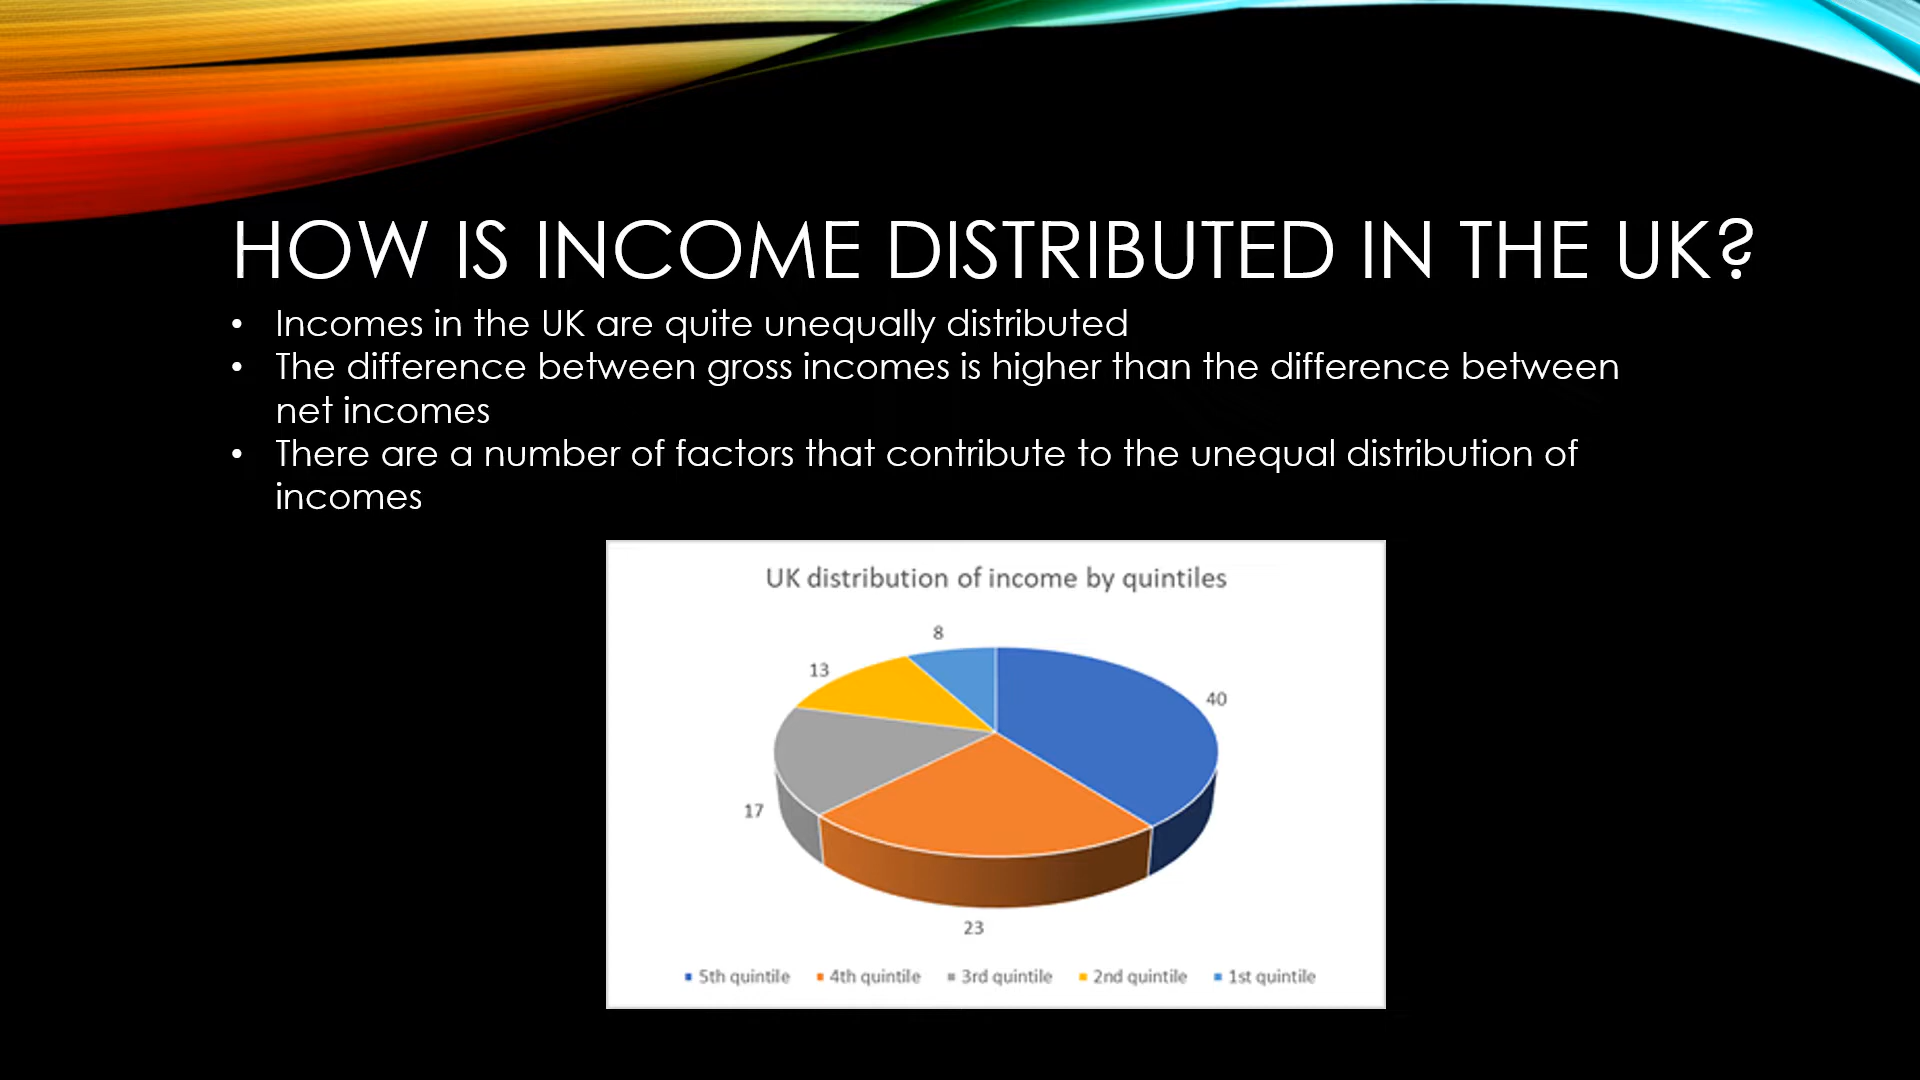 HOW IS INCOME DISTRIBUTED IN THE UK?
• Incomes in the UK are quite unequally distributed
• The difference between gross incomes is higher than the difference between
net incomes
• There are a number of factors that contribute to the unequal distribution of
incomes
UK distribution of income by quintiles
8
13
40
17
23
5th quintile 4th quintile 3rd quintile 2nd quintile 1st quintile